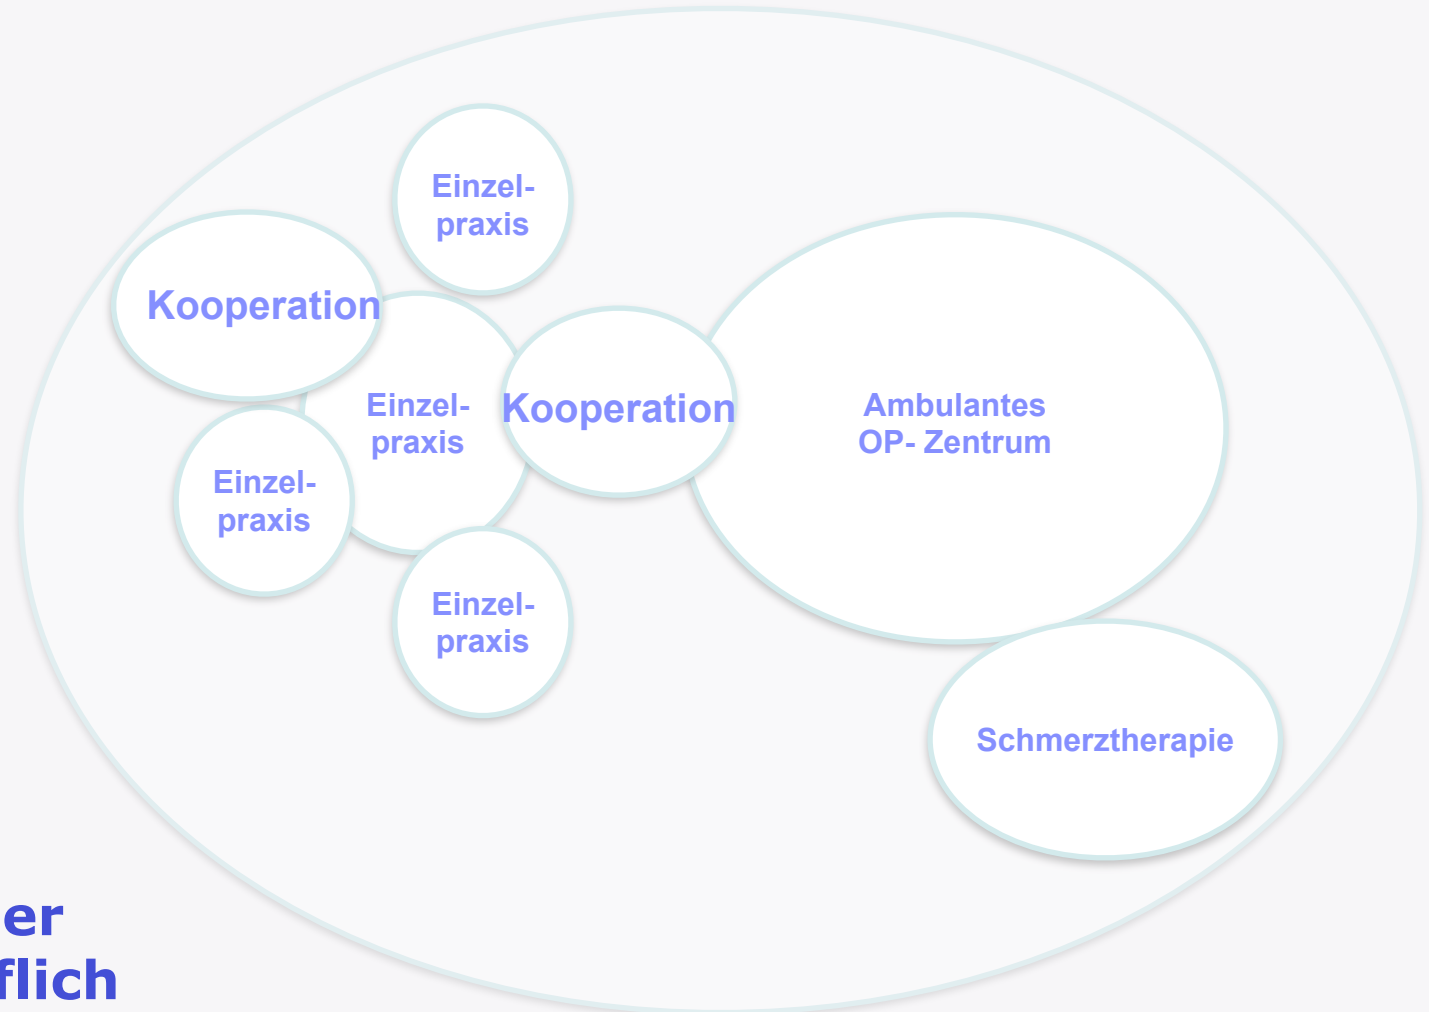 Einzel-
praxis
Kooperation
Einzel-
praxis
Kooperation
Ambulantes
OP- Zentrum
Einzel-
praxis
Einzel-
praxis
Schmerztherapie
er
flich